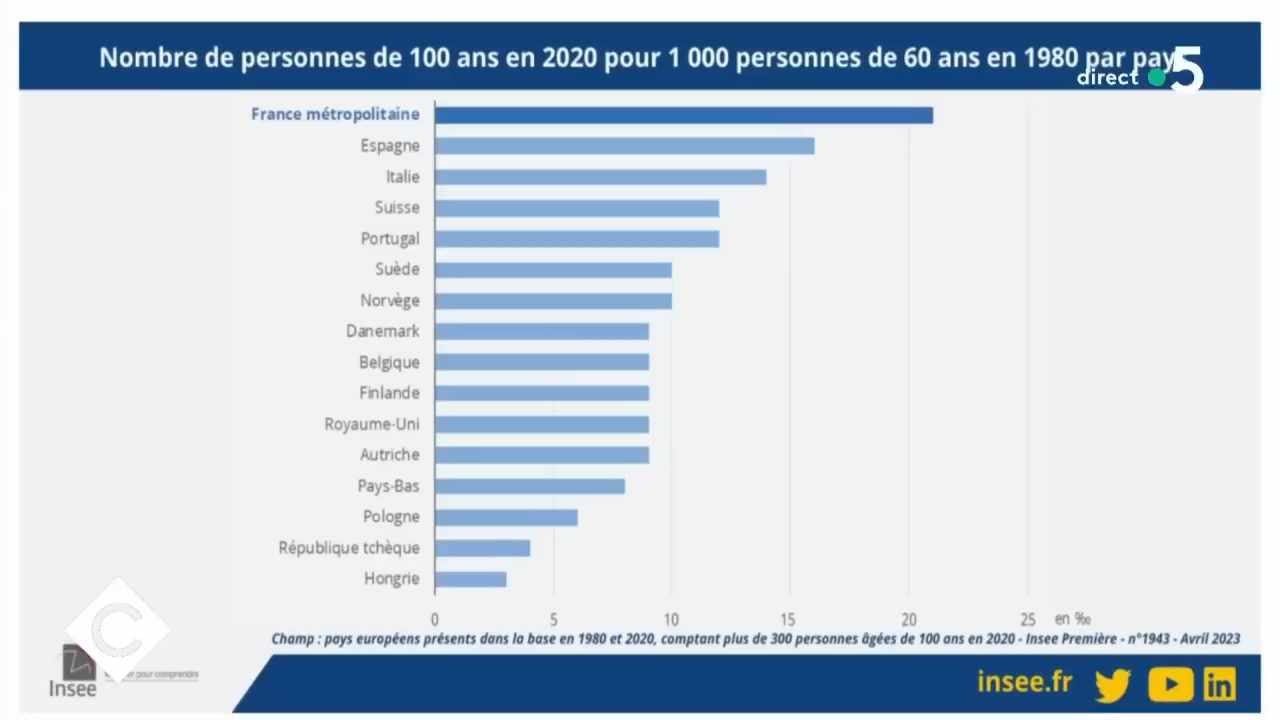 Nombre de personnes de 100 ans en 2020 pour 1 000 personnes de 60 ans en 1980 par pay
direct 5
France métropolitaine
Espagne
Italie
Suisse
Portugal
Suède
Norvège
Danemark
Belgique
Finlande
Royaume-Uni
Autriche
Pays-Bas
Pologne
République tchèque
Hongrie
0 5 10 15 20 25 en ‰
Champ : pays européens présents dans la base en 1980 et 2020, comptant plus de 300 personnes âgées de 100 ans en 2020 - Insee Première - n°1943 - Avril 2023
C
pour comprendre
Insee
insee.fr
in